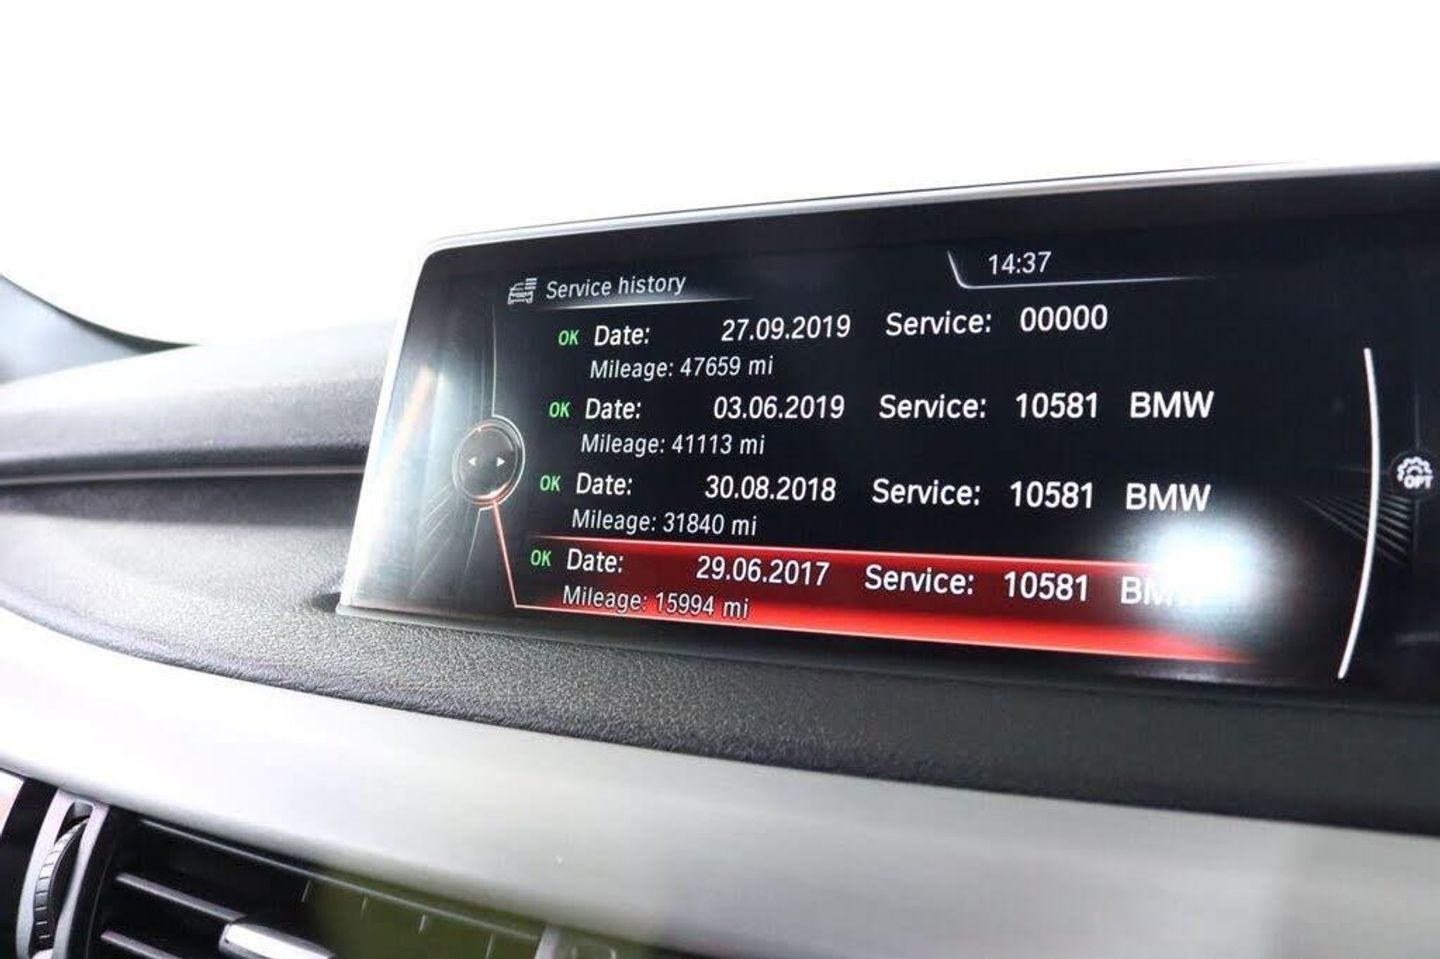 Service history
14:37
OK Date: 27.09.2019 Service: 00000
Mileage: 47659 mi
OK Date: 03.06.2019 Service: 10581 BMW
Mileage: 41113 mi
OK Date: 30.08.2018 Service: 10581 BMW
Mileage: 31840 mi
OK Date: 29.06.2017 Service: 10581 BMW
Mileage: 15994 mi
OPT